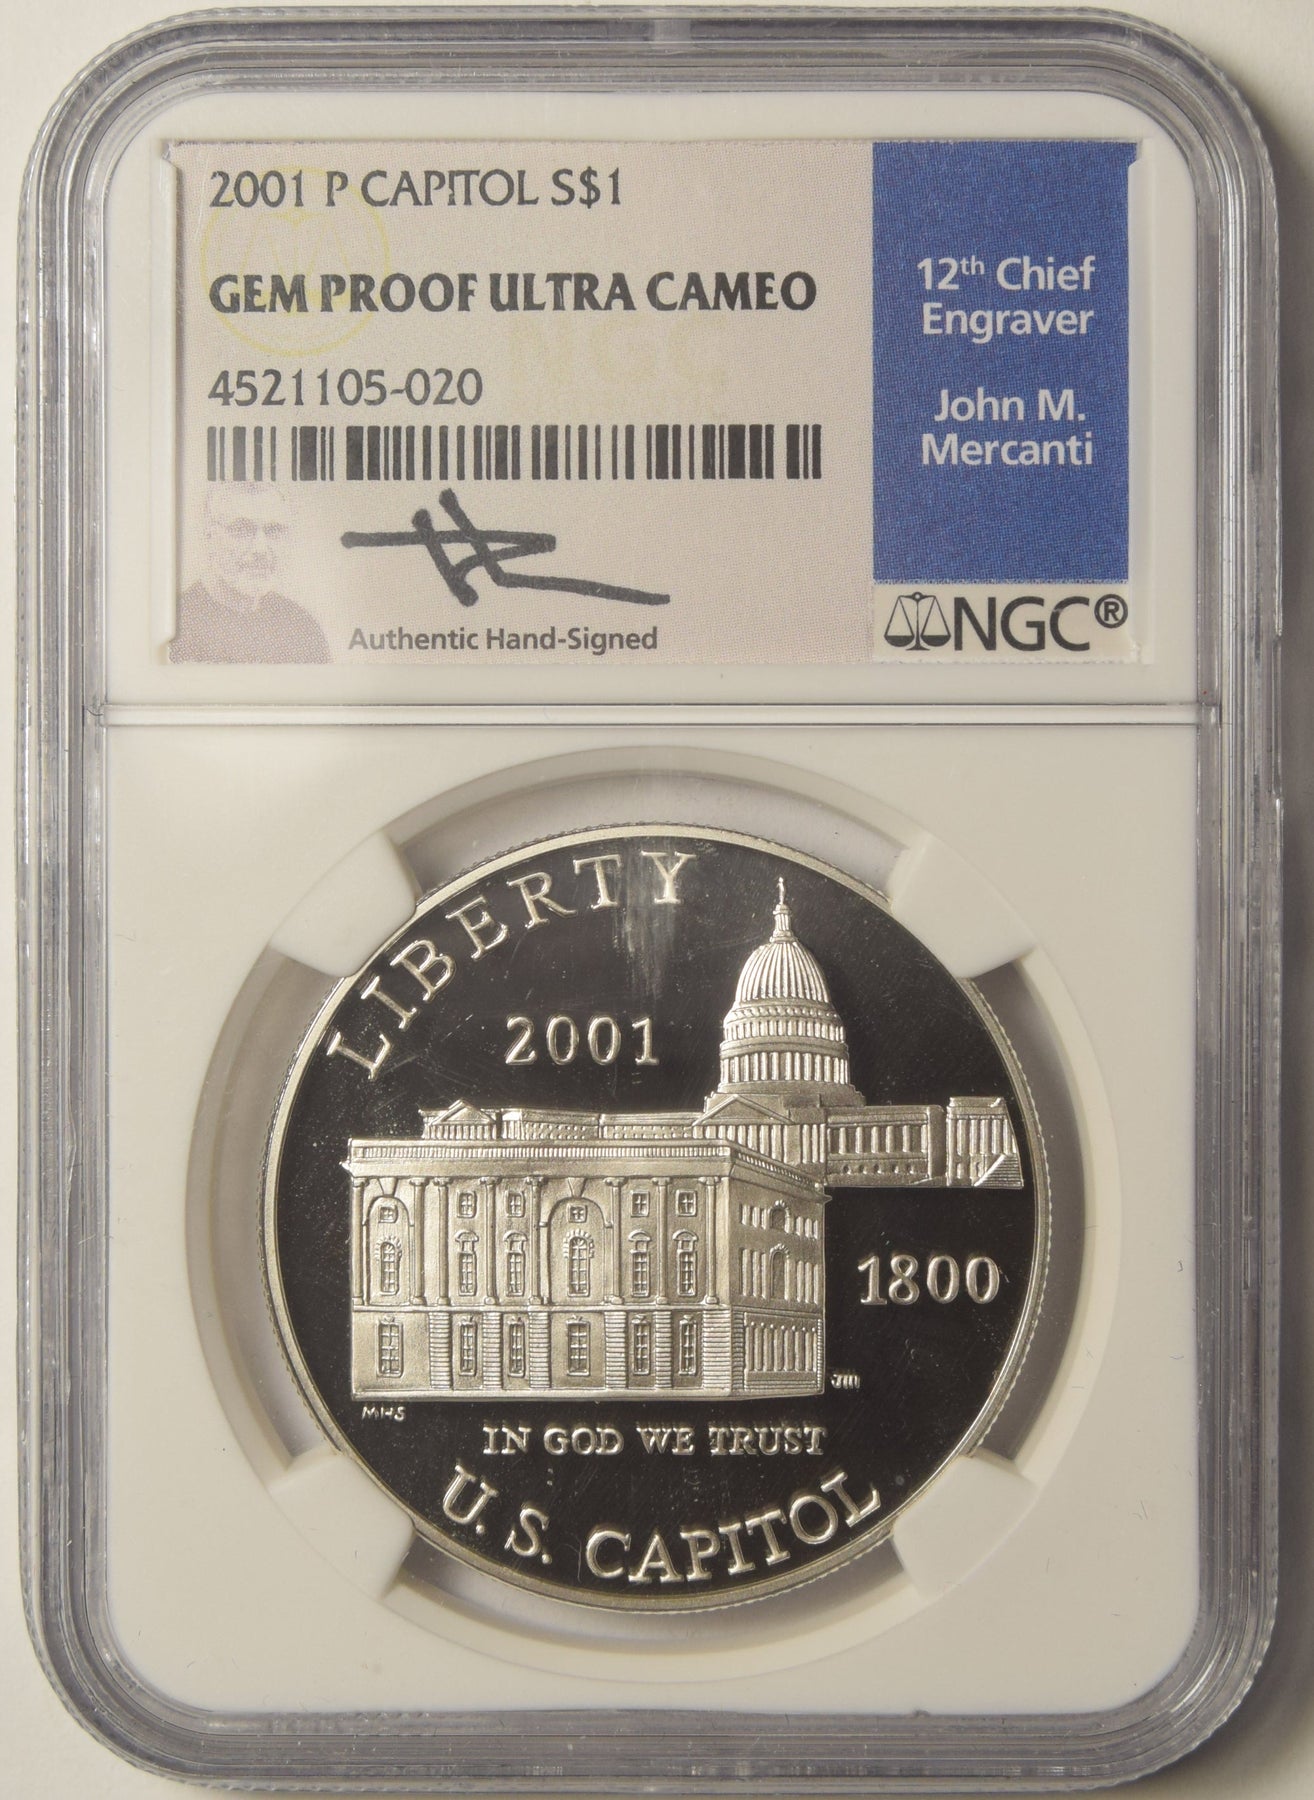 2001 P CAPITOL S$1
GEM PROOF ULTRA CAMEO
4521105-020
Authentic Hand-Signed
12th Chief
Engraver
John M.
Mercanti
NGC®
LIBERTY
2001
1800
JM
MHS
IN GOD WE TRUST
U.S. CAPITOL